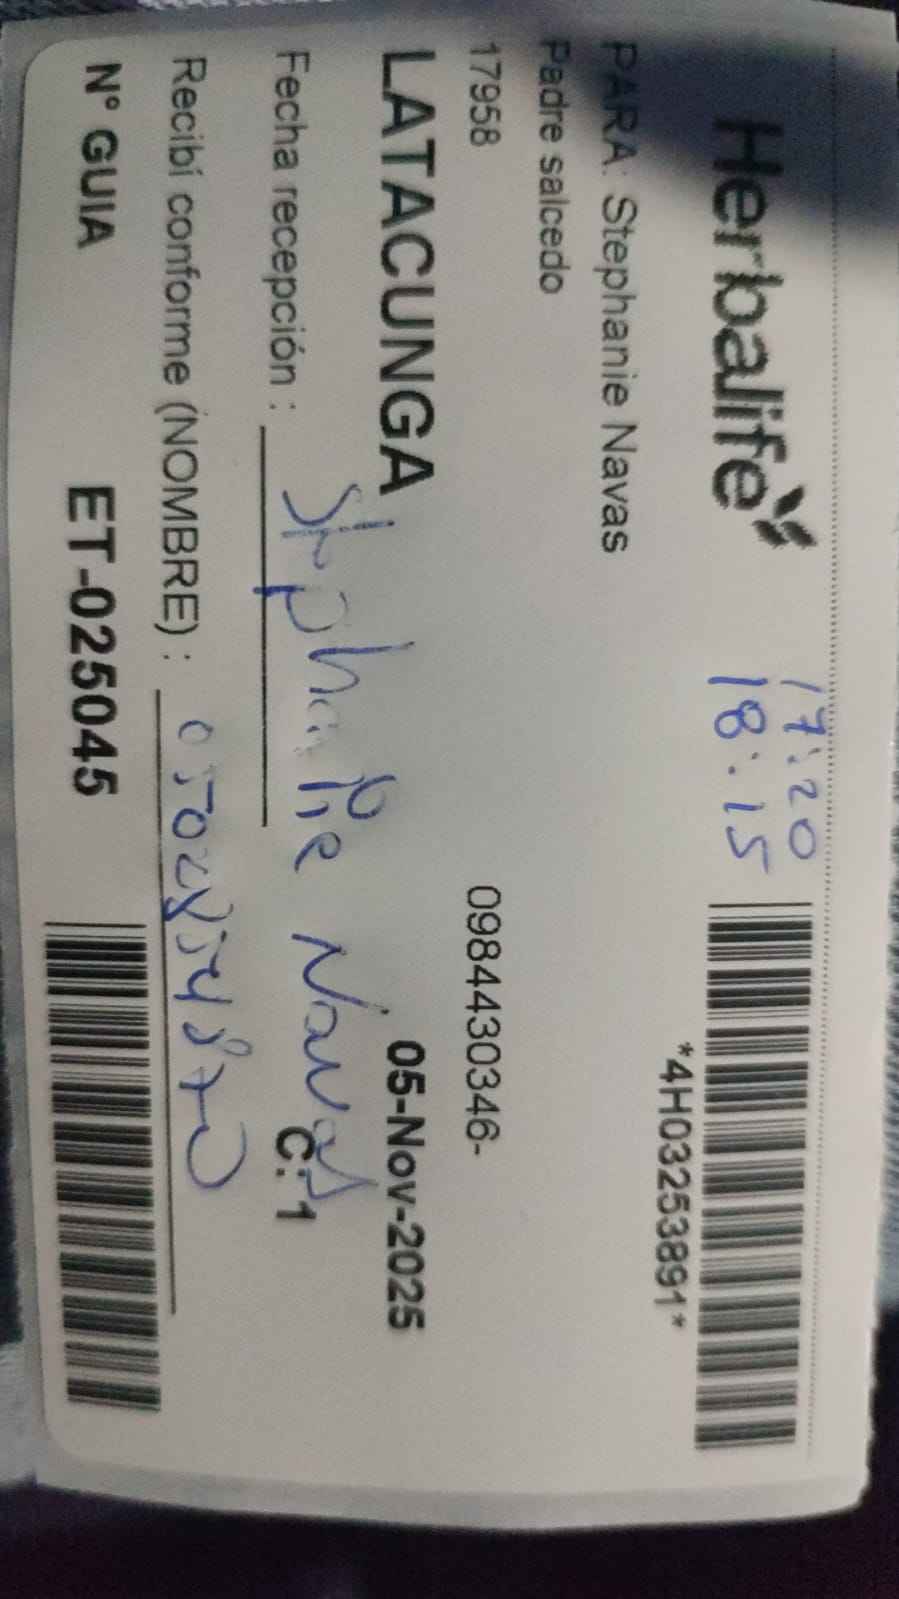 Herbalife
17:20
18:15
*4H03253891*
PARA: Stephanie Navas
Padre salcedo
17958 0984430346-
LATACUNGA 05-Nov-2025
Fecha recepción : Stephanie Navas C: 1
Recibí conforme (NOMBRE) :
N° GUIA ET-025045